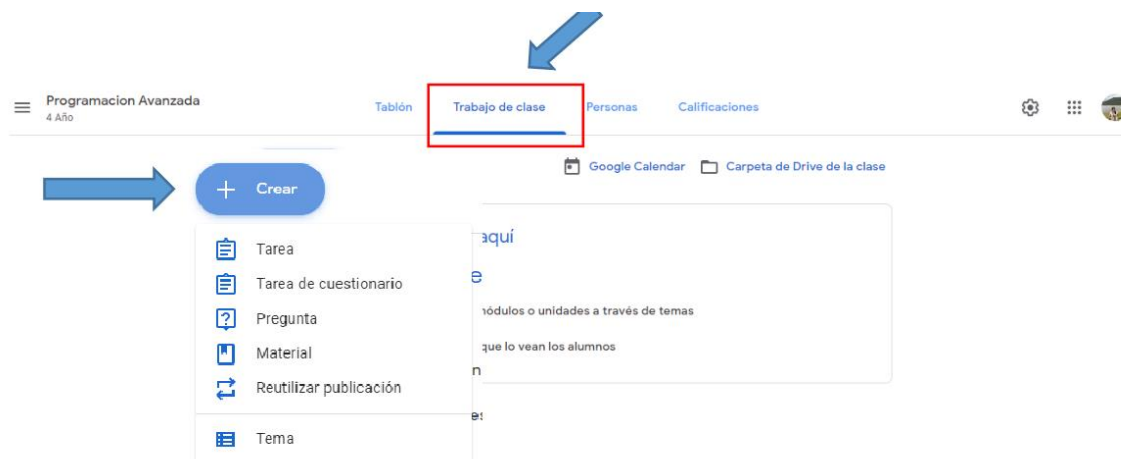 Programacion Avanzada
4 Año
Tablón
Trabajo de clase
Personas
Calificaciones
Google Calendar
Carpeta de Drive de la clase
+ Crear
Tarea
Tarea de cuestionario
Pregunta
Material
Reutilizar publicación
Tema
aquí
e
módulos o unidades a través de temas
que lo vean los alumnos
n